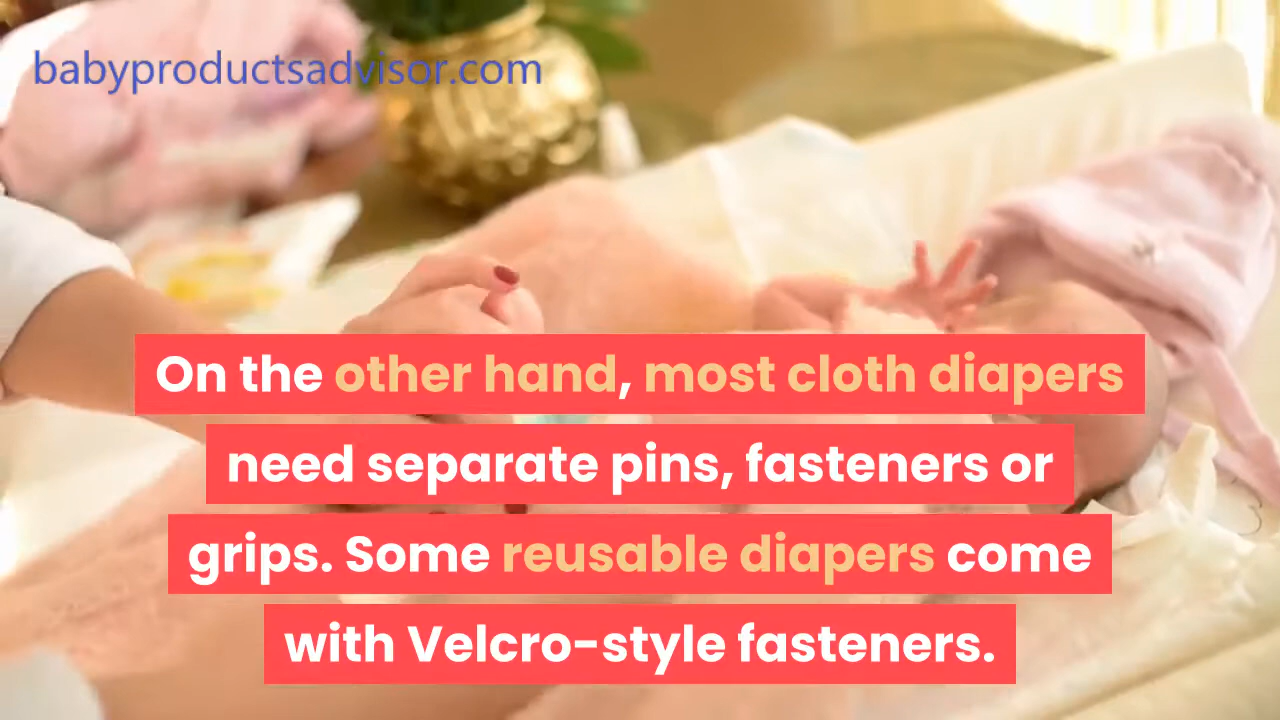 babyproductsadvisor.com
On the other hand, most cloth diapers
need separate pins, fasteners or
grips. Some reusable diapers come
with Velcro-style fasteners.